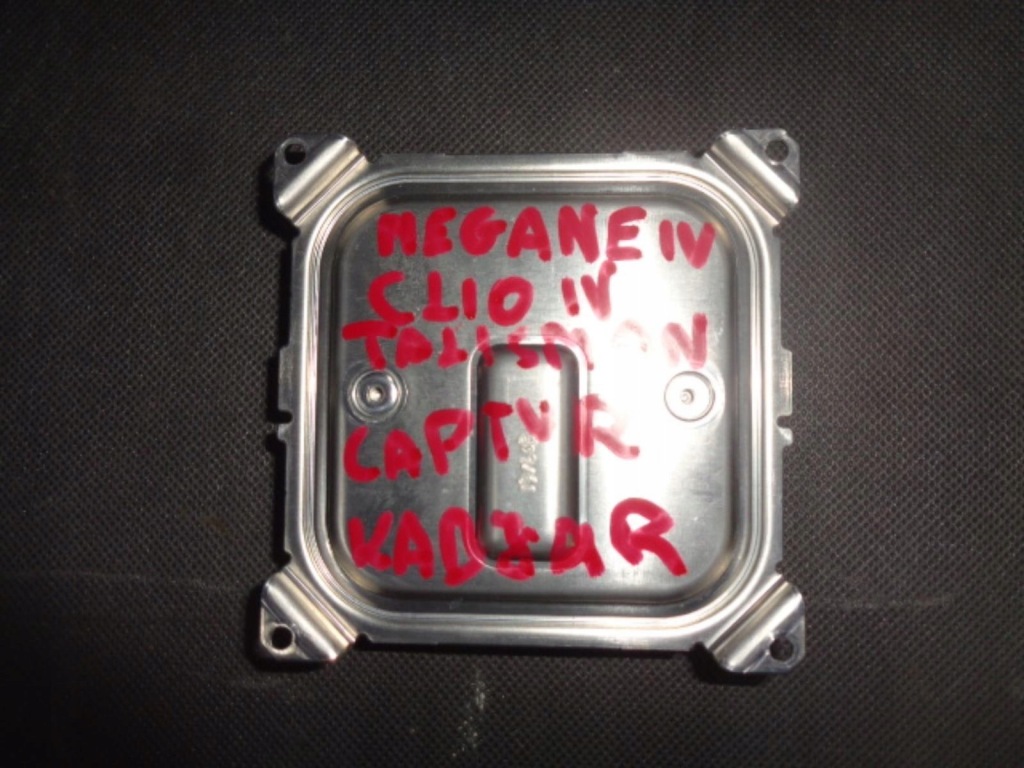 MEGANE IV
CLIO IV
TALISMAN
CAPTUR
KADJAR